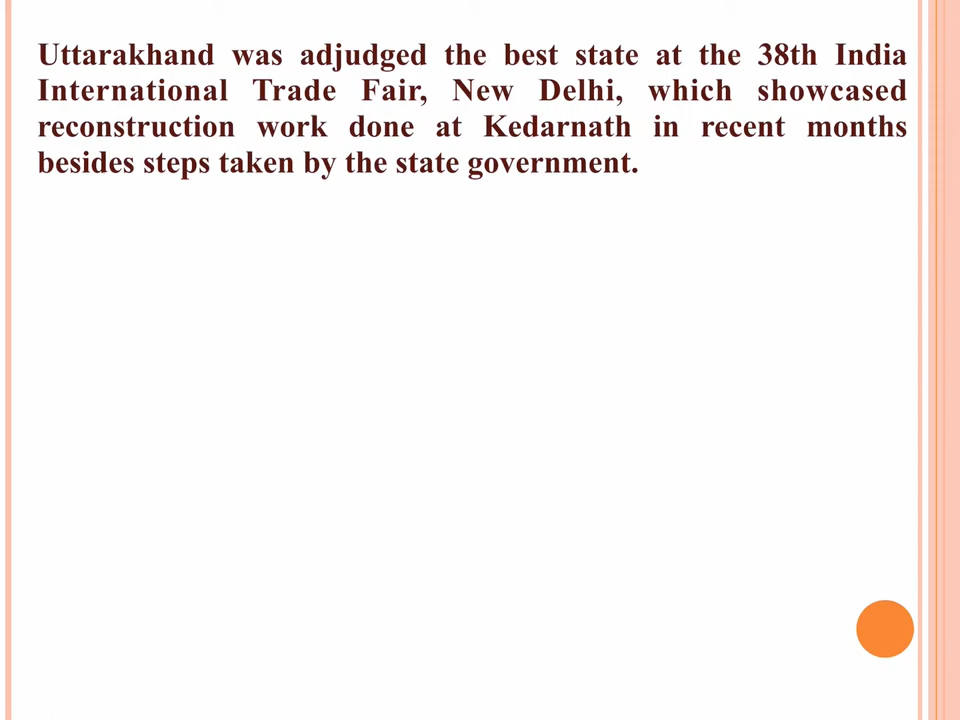 Uttarakhand was adjudged the best state at the 38th India
International Trade Fair, New Delhi, which showcased
reconstruction work done at Kedarnath in recent months
besides steps taken by the state government.